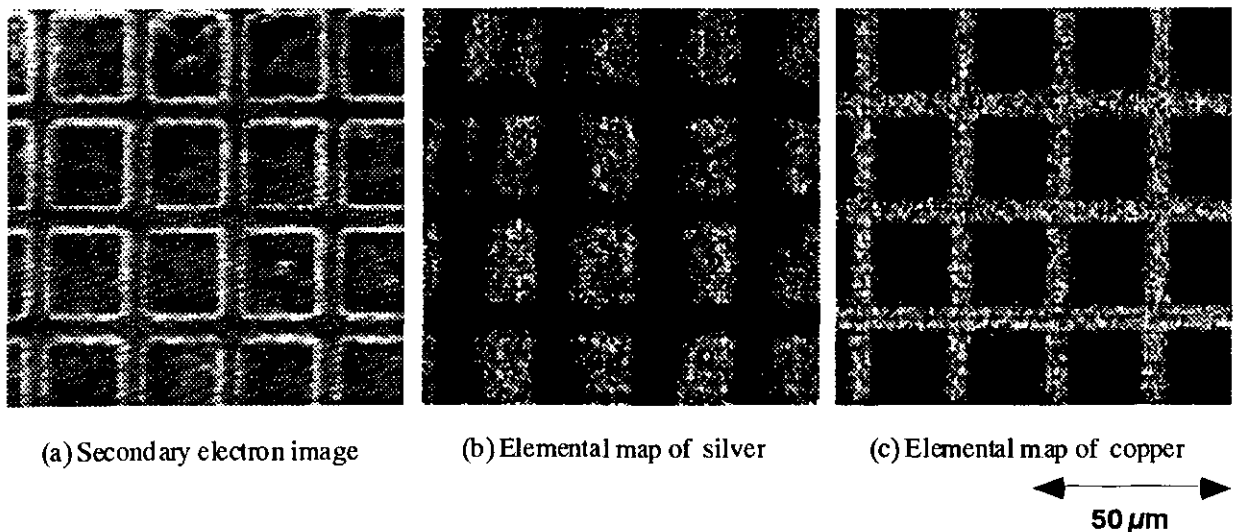 (a) Secondary electron image
(b) Elemental map of silver
(c) Elemental map of copper
50 μm